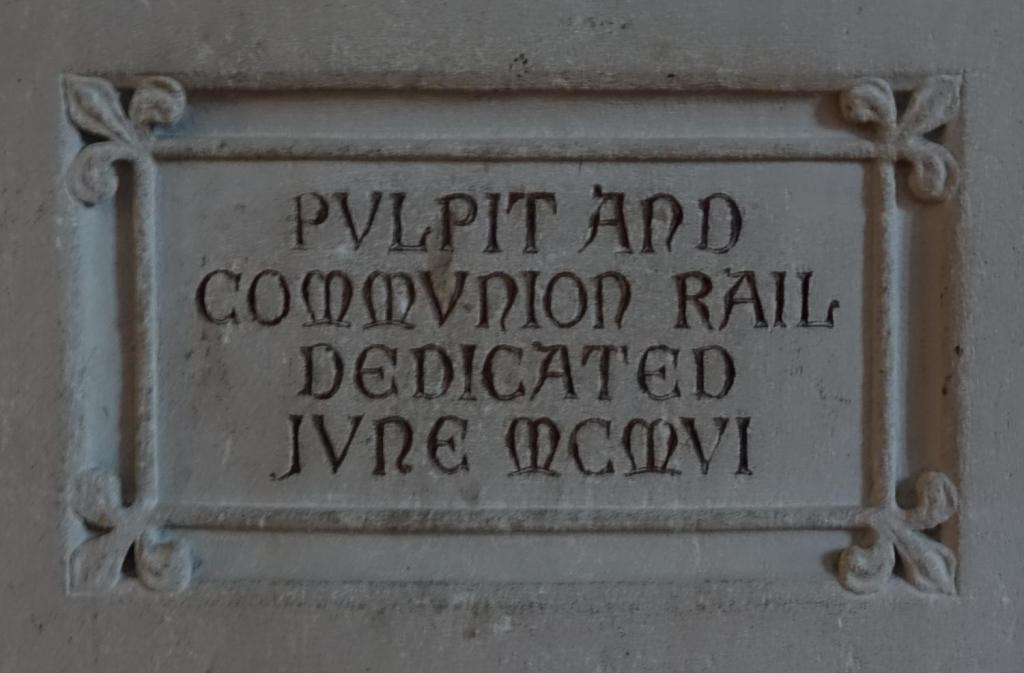 PVLPIT AND
COMMVNION RAIL
DEDICATED
JVNE MCMVI